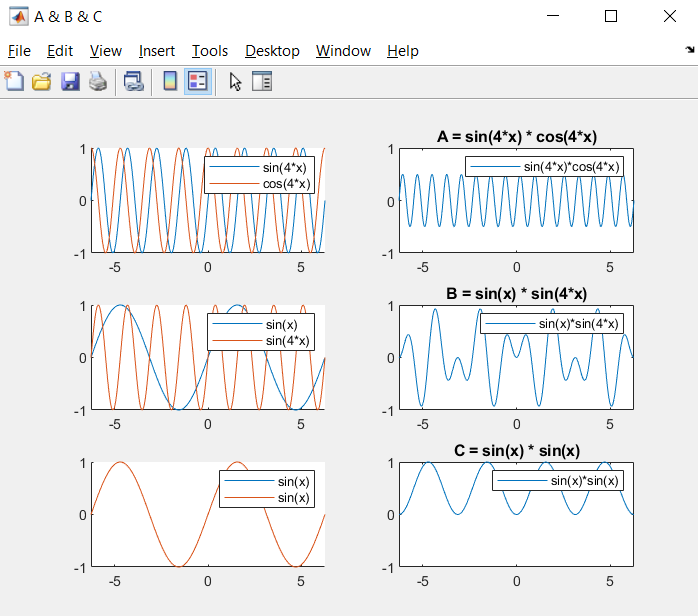 A & B & C
File Edit View Insert Tools Desktop Window Help
1
0
-1
-5 0 5
sin(4*x)
cos(4*x)
A = sin(4*x) * cos(4*x)
1
0
-1
-5 0 5
sin(4*x)*cos(4*x)
1
0
-1
-5 0 5
sin(x)
sin(4*x)
B = sin(x) * sin(4*x)
1
0
-1
-5 0 5
sin(x)*sin(4*x)
1
0
-1
-5 0 5
sin(x)
sin(x)
C = sin(x) * sin(x)
1
0
-1
-5 0 5
sin(x)*sin(x)